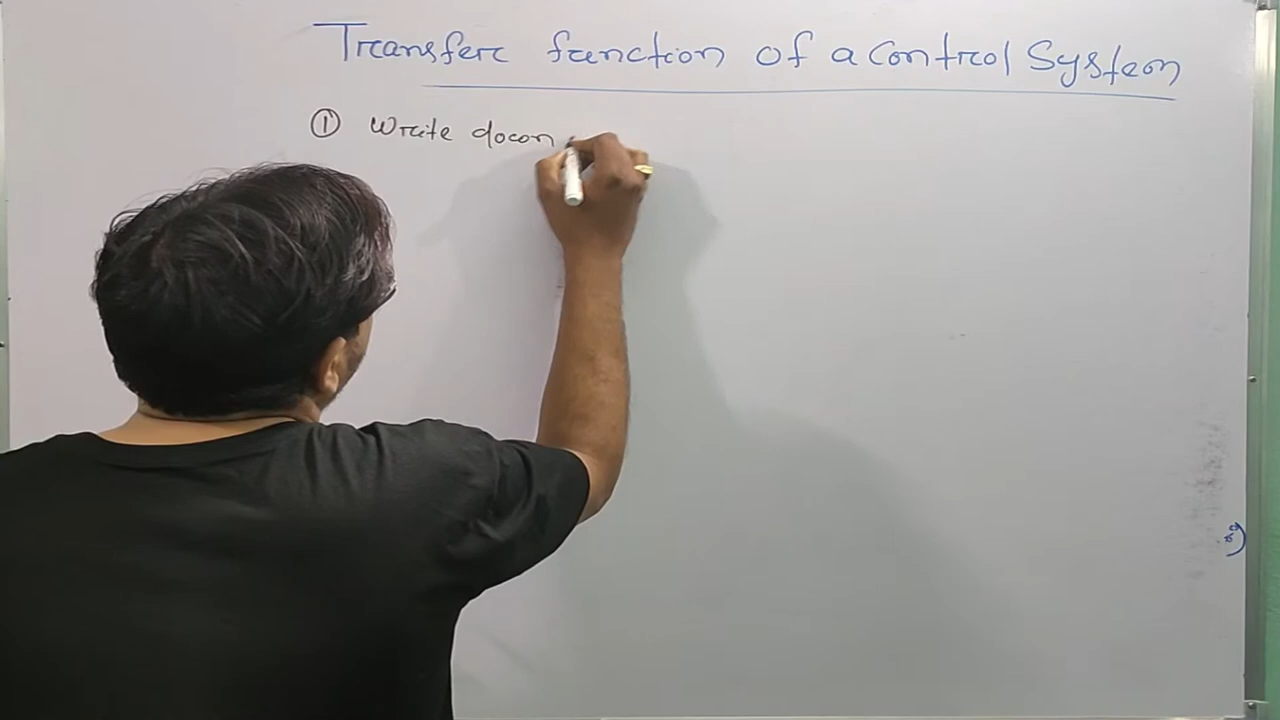 Transfer function of a Control System
① Write down